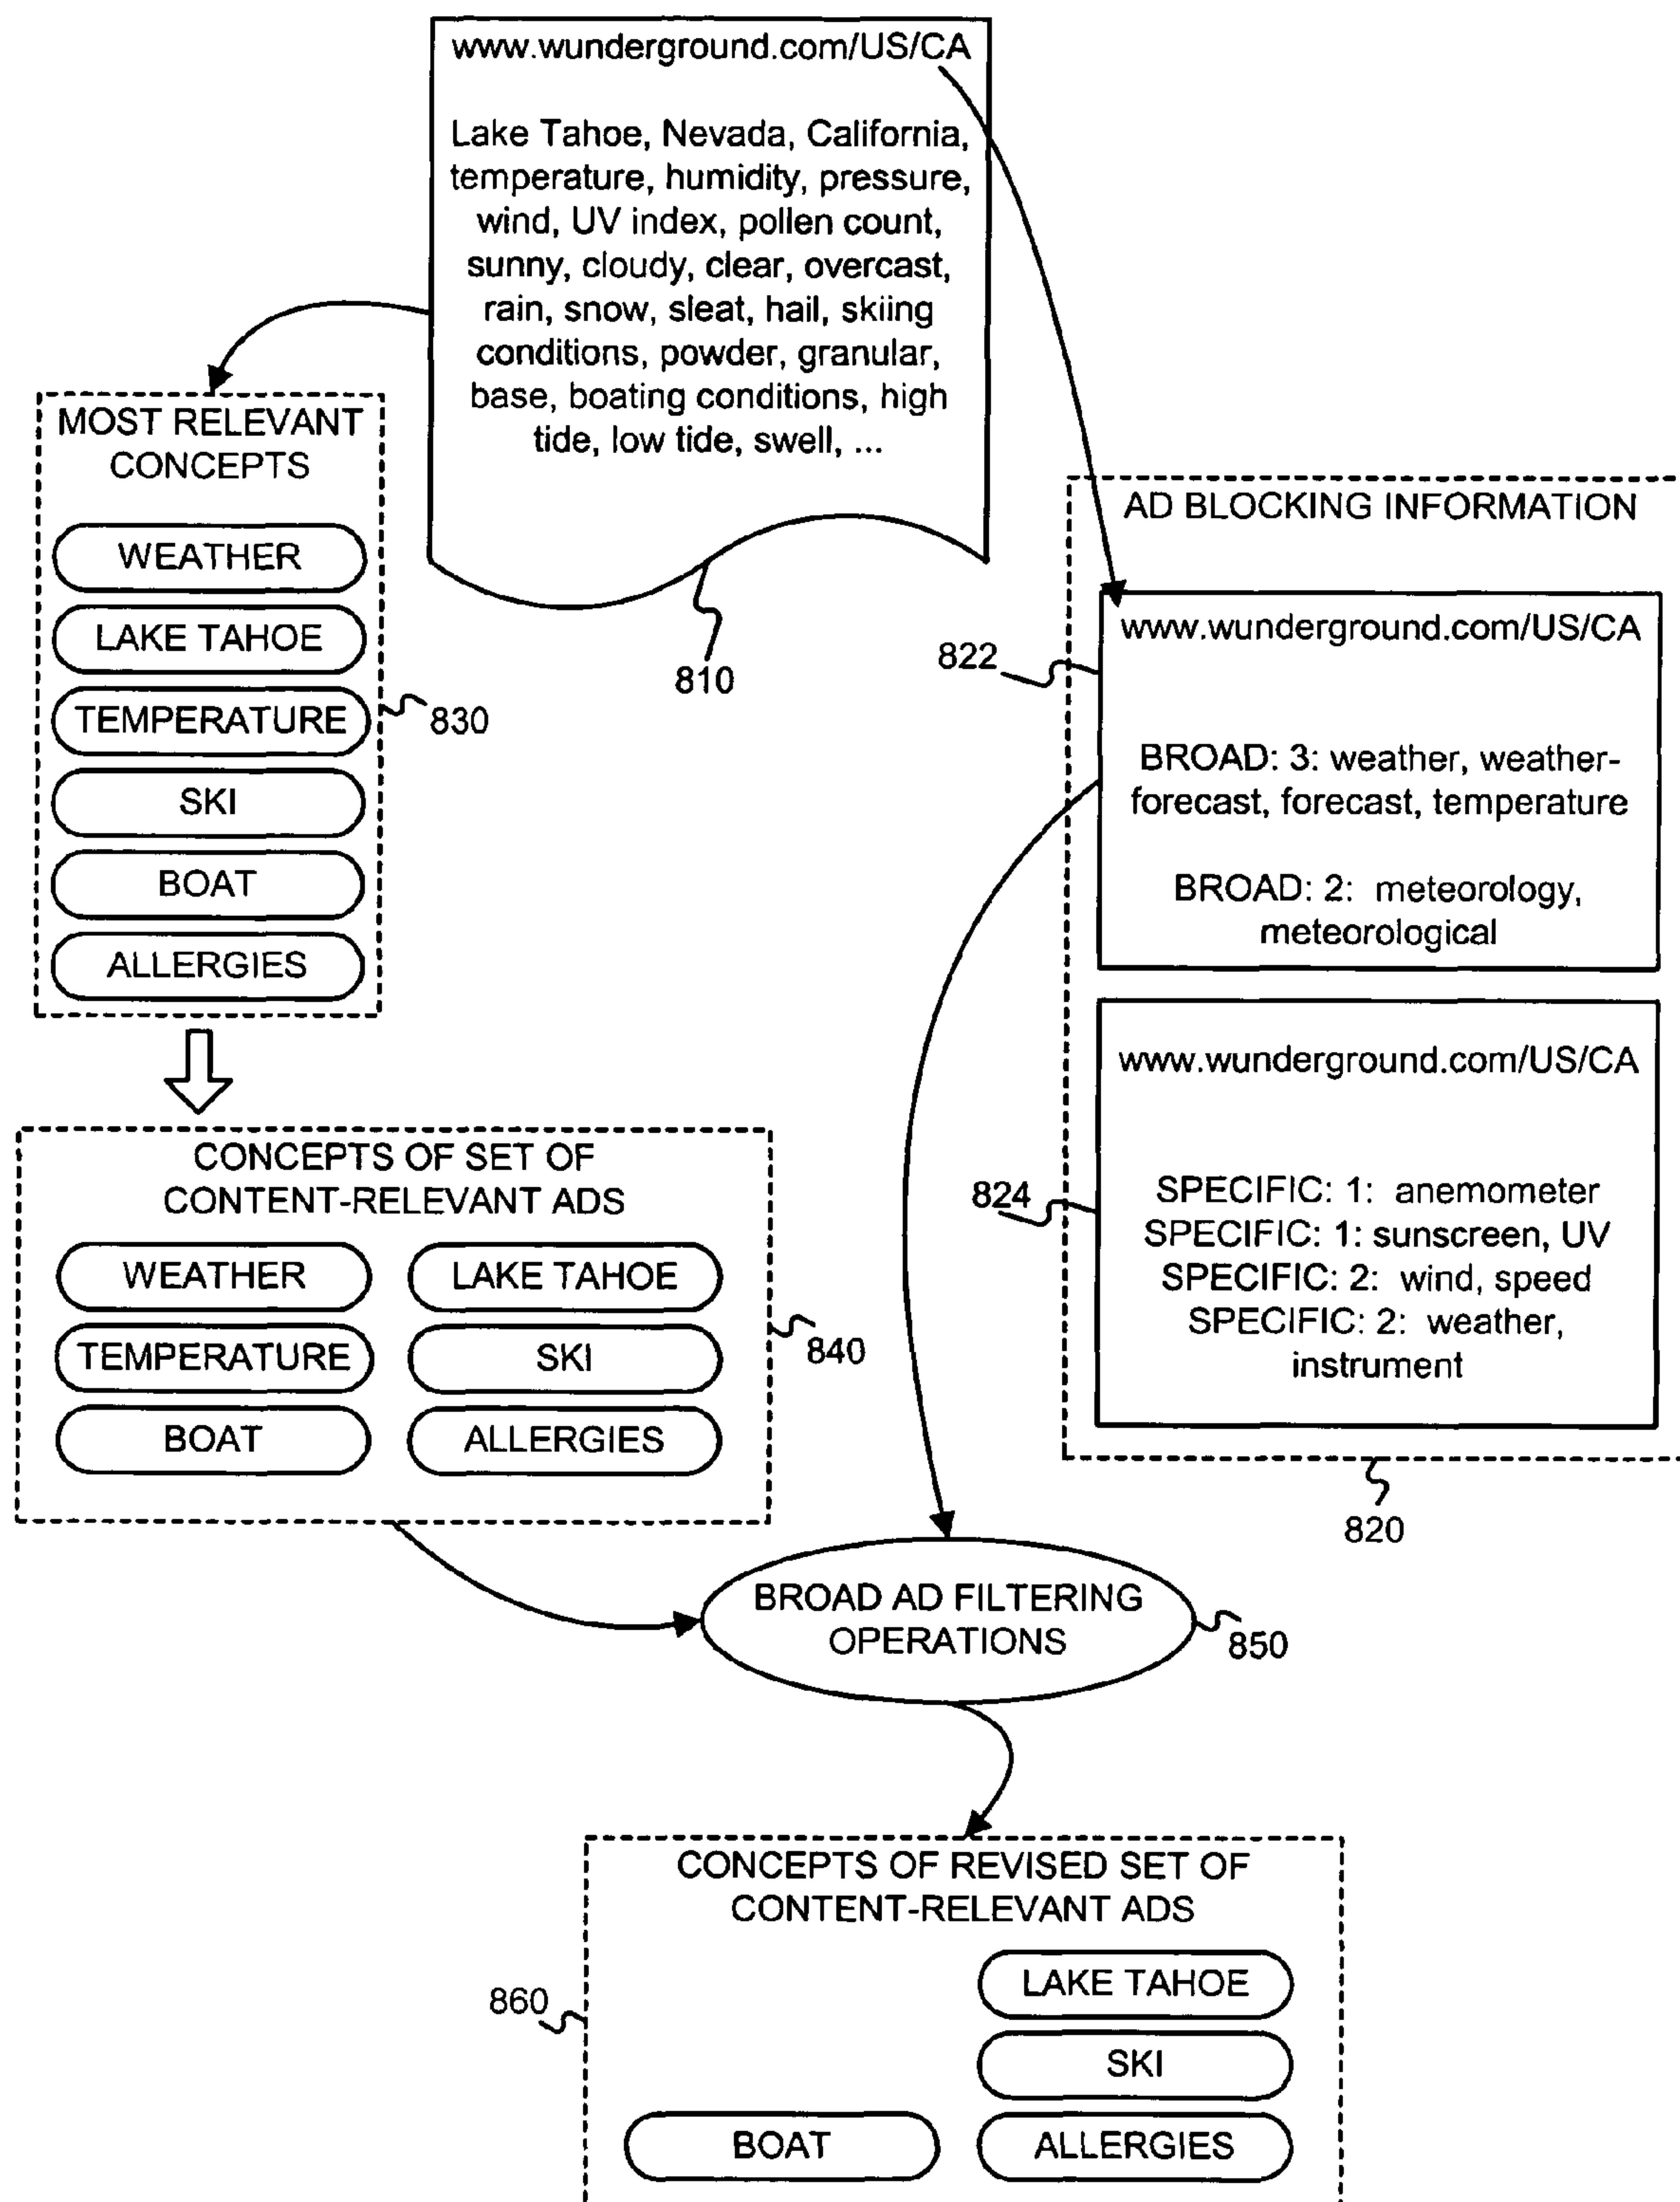 www.wunderground.com/US/CA
Lake Tahoe, Nevada, California,
temperature, humidity, pressure,
wind, UV index, pollen count,
sunny, cloudy, clear, overcast,
rain, snow, sleat, hail, skiing
conditions, powder, granular,
base, boating conditions, high
tide, low tide, swell, ...
810
MOST RELEVANT
CONCEPTS
WEATHER
LAKE TAHOE
TEMPERATURE
SKI
BOAT
ALLERGIES
830
AD BLOCKING INFORMATION
www.wunderground.com/US/CA
822
BROAD: 3: weather, weather-
forecast, forecast, temperature
BROAD: 2: meteorology,
meteorological
www.wunderground.com/US/CA
824
SPECIFIC: 1: anemometer
SPECIFIC: 1: sunscreen, UV
SPECIFIC: 2: wind, speed
SPECIFIC: 2: weather,
instrument
820
CONCEPTS OF SET OF
CONTENT-RELEVANT ADS
WEATHER
LAKE TAHOE
TEMPERATURE
SKI
BOAT
ALLERGIES
840
BROAD AD FILTERING
OPERATIONS
850
CONCEPTS OF REVISED SET OF
CONTENT-RELEVANT ADS
860
LAKE TAHOE
SKI
BOAT
ALLERGIES